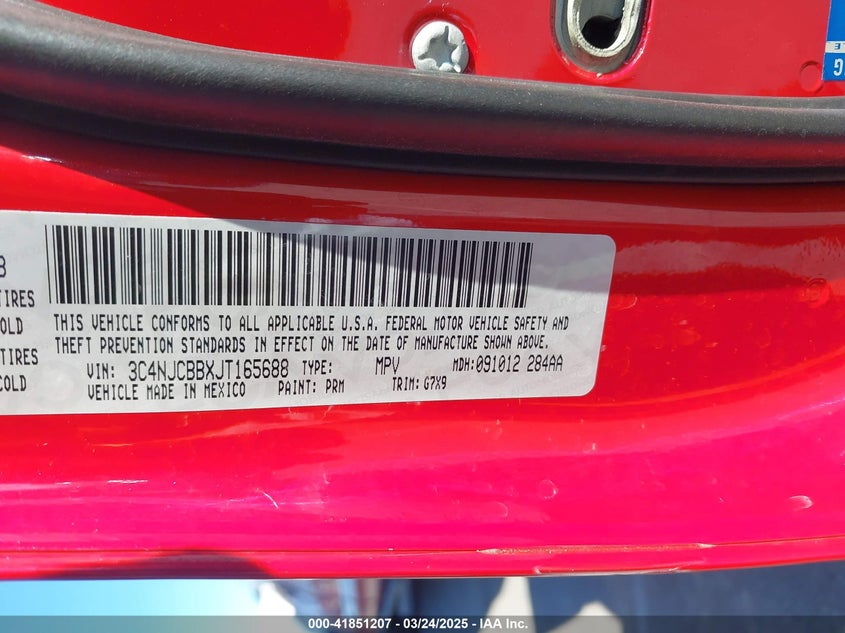 G
E
8
TIRES
COLD
TIRES
COLD
THIS VEHICLE CONFORMS TO ALL APPLICABLE U.S.A. FEDERAL MOTOR VEHICLE SAFETY AND
THEFT PREVENTION STANDARDS IN EFFECT ON THE DATE OF MANUFACTURE SHOWN ABOVE.
VIN: 3C4NJCBBXJT165688 TYPE: MPV MDH:091012 284AA
VEHICLE MADE IN MEXICO PAINT: PRM TRIM: G7X9
000-41851207 - 03/24/2025 - IAA Inc.